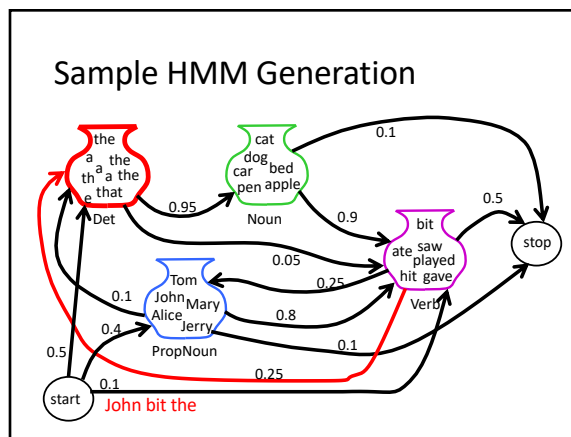 Sample HMM Generation
the
a
a
the
th
a
the
e
that
Det
cat
dog
car
bed
pen
apple
Noun
0.95
0.1
0.9
0.5
bit
ate
saw
played
hit
gave
Verb
stop
0.05
0.25
Tom
John
Mary
Alice
Jerry
PropNoun
0.1
0.8
0.4
0.1
0.5
0.25
0.1
start
John bit the